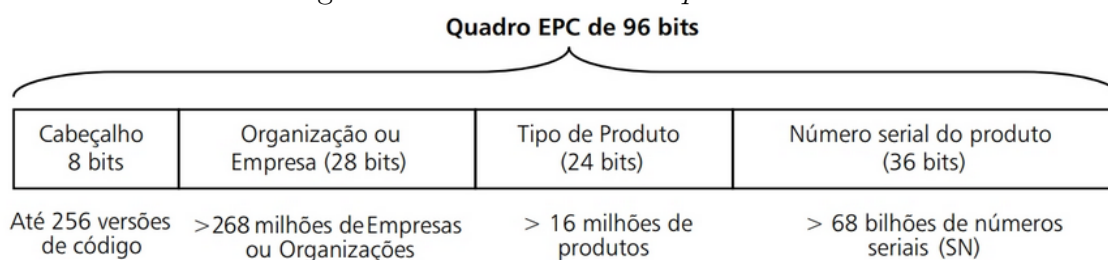 Quadro EPC de 96 bits
Cabeçalho
8 bits
Organização ou
Empresa (28 bits)
Tipo de Produto
(24 bits)
Número serial do produto
(36 bits)
Até 256 versões
de código
>268 milhões de Empresas
ou Organizações
> 16 milhões de
produtos
> 68 bilhões de números
seriais (SN)